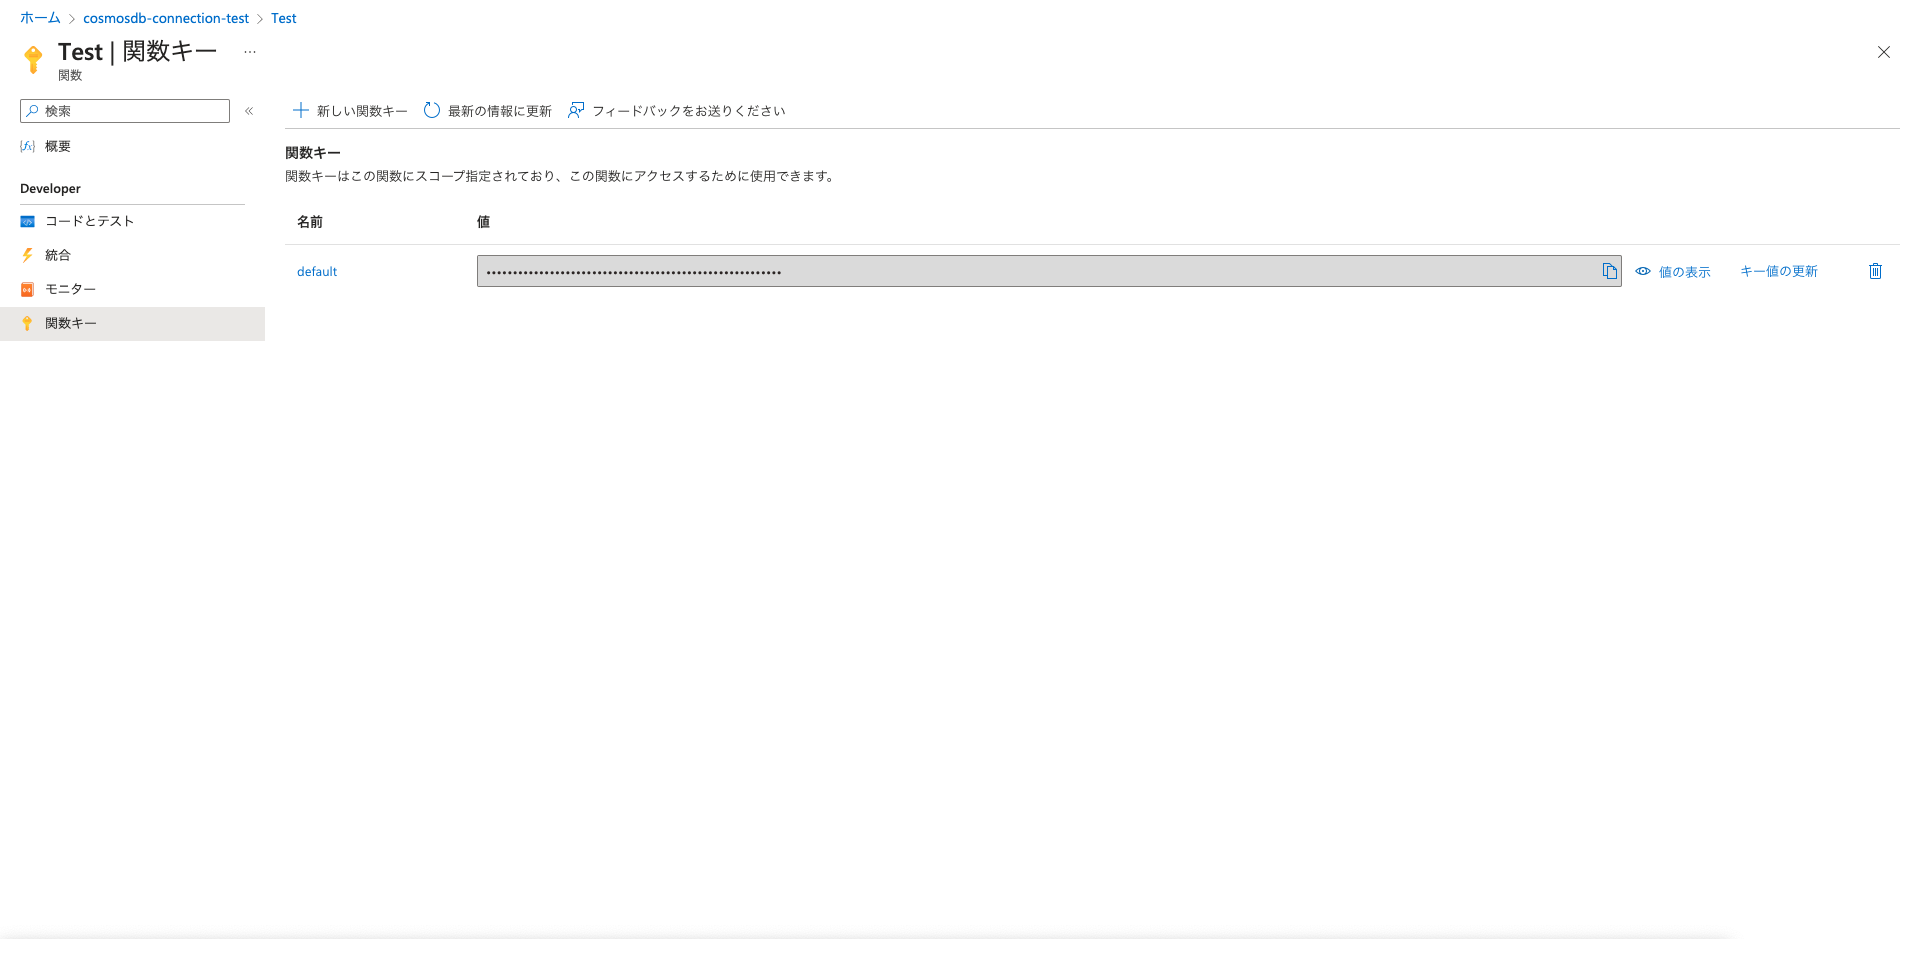 ホーム > cosmosdb-connection-test > Test
Test | 関数キー ...
関数
検索 «
概要
Developer
コードとテスト
統合
モニター
関数キー
新しい関数キー 最新の情報に更新 フィードバックをお送りください
関数キー
関数キーはこの関数にスコープ指定されており、この関数にアクセスするために使用できます。
名前 値
default •••••••••••••••••••••••••••••••••••••••••••••••••••••••• 値の表示 キー値の更新